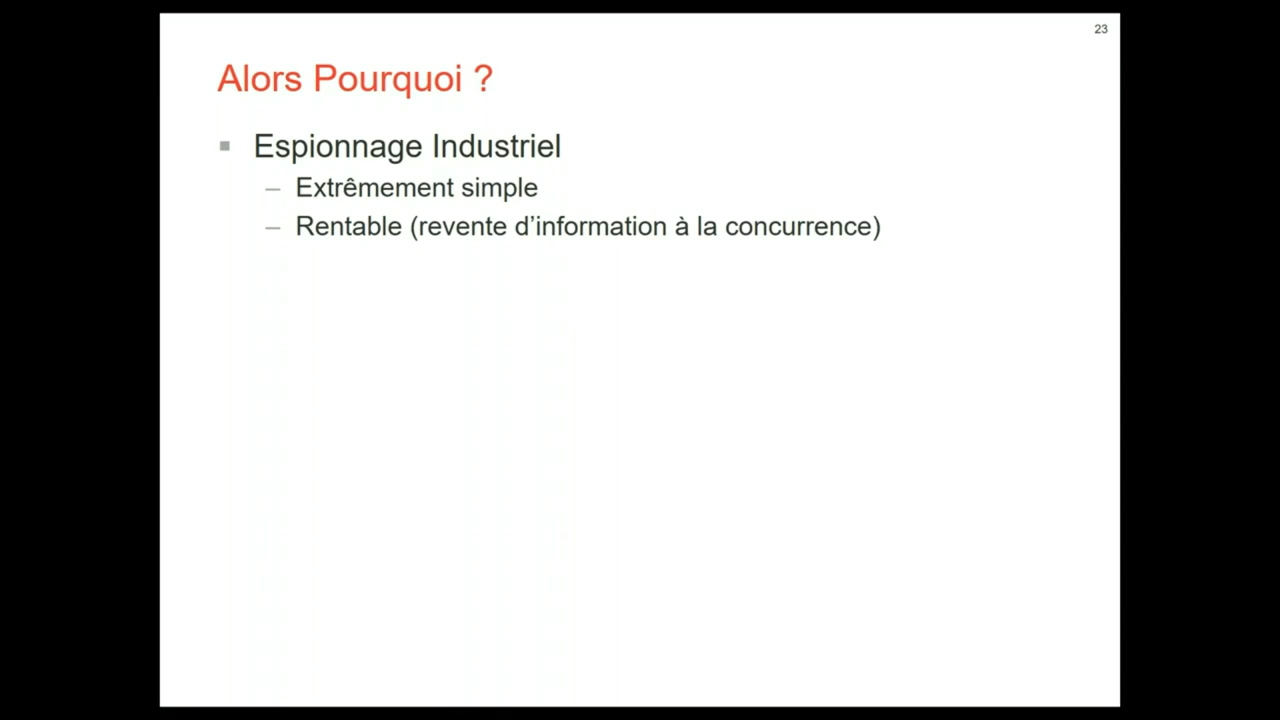 23
Alors Pourquoi ?
Espionnage Industriel
– Extrêmement simple
– Rentable (revente d’information à la concurrence)